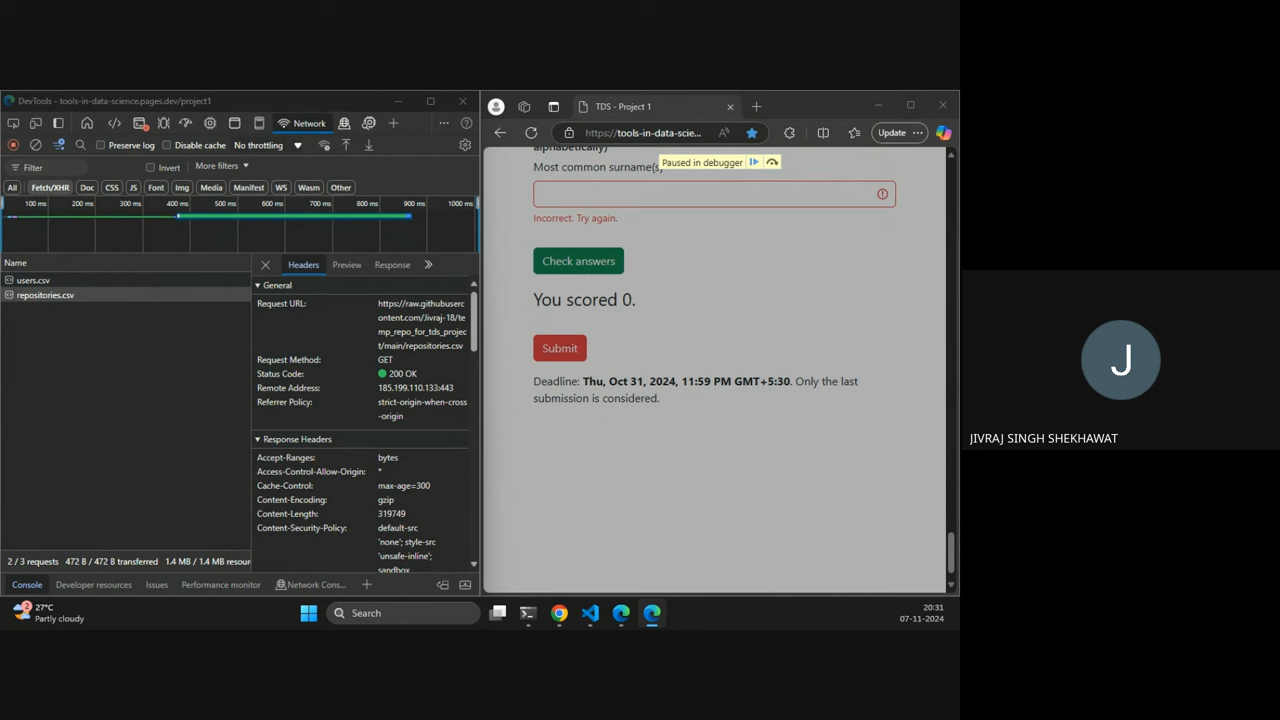 DevTools - tools-in-data-science.pages.dev/project1
Network
Preserve log
Disable cache
No throttling
Filter
Invert
More filters
All
Fetch/XHR
Doc
CSS
JS
Font
Img
Media
Manifest
WS
Wasm
Other
100 ms
200 ms
300 ms
400 ms
500 ms
600 ms
700 ms
800 ms
900 ms
1000 ms
Name
users.csv
repositories.csv
Headers
Preview
Response
General
Request URL: https://raw.githubuserc
ontent.com/Jivraj-18/te
mp_repo_for_tds_projec
t/main/repositories.csv
Request Method: GET
Status Code: 200 OK
Remote Address: 185.199.110.133:443
Referrer Policy: strict-origin-when-cross
-origin
Response Headers
Accept-Ranges: bytes
Access-Control-Allow-Origin: *
Cache-Control: max-age=300
Content-Encoding: gzip
Content-Length: 319749
Content-Security-Policy: default-src
'none'; style-src
'unsafe-inline';
sandbox
2 / 3 requests
472 B / 472 B transferred
1.4 MB / 1.4 MB resour
Console
Developer resources
Issues
Performance monitor
Network Cons...
TDS - Project 1
https://tools-in-data-scie...
Update
Paused in debugger
alphabetically)
Most common surname(s)
Incorrect. Try again.
Check answers
You scored 0.
Submit
Deadline: Thu, Oct 31, 2024, 11:59 PM GMT+5:30. Only the last
submission is considered.
2
27°C
Partly cloudy
Search
20:31
07-11-2024
J
JIVRAJ SINGH SHEKHAWAT